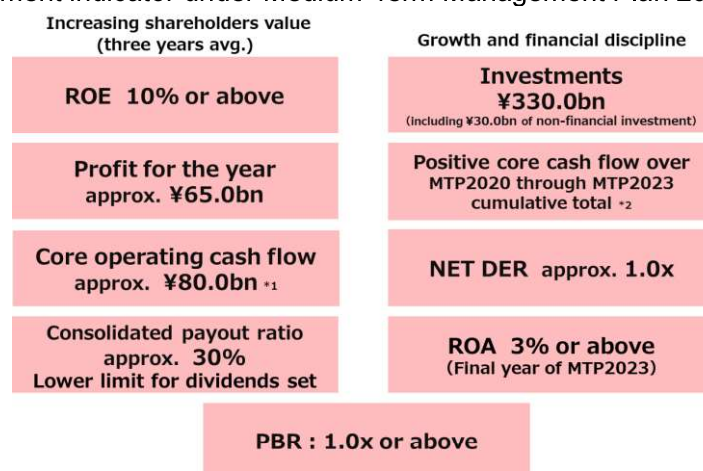 Increasing shareholders value
(three years avg.)
ROE 10% or above
Profit for the year
approx. ¥65.0bn
Core operating cash flow
approx. ¥80.0bn *1
Consolidated payout ratio
approx. 30%
Lower limit for dividends set
Growth and financial discipline
Investments
¥330.0bn
(including ¥30.0bn of non-financial investment)
Positive core cash flow over
MTP2020 through MTP2023
cumulative total *2
NET DER approx. 1.0x
ROA 3% or above
(Final year of MTP2023)
PBR : 1.0x or above